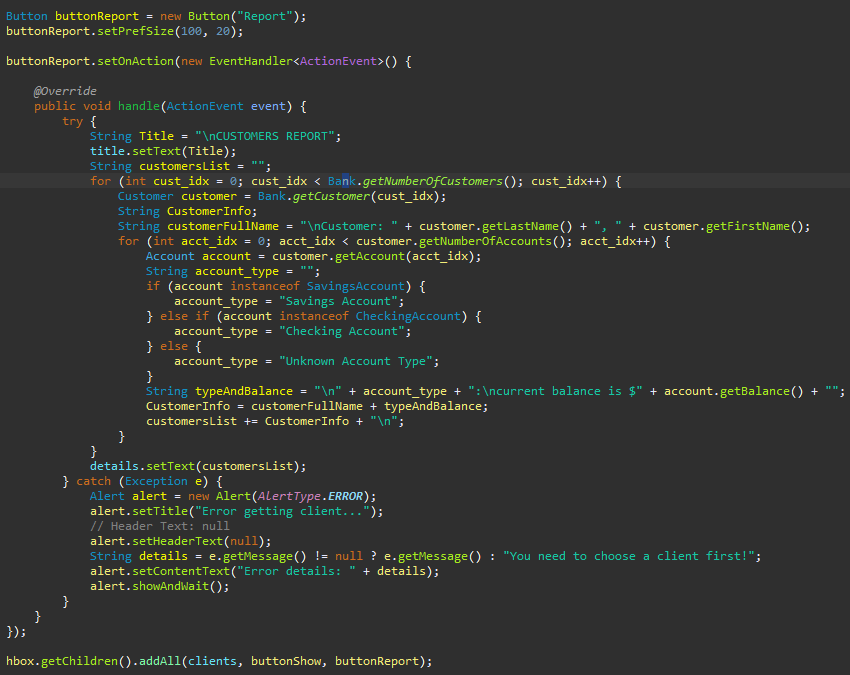 Button buttonReport = new Button("Report");
buttonReport.setPrefSize(100, 20);
buttonReport.setOnAction(new EventHandler<ActionEvent>() {
@Override
public void handle(ActionEvent event) {
try {
String Title = "\nCUSTOMERS REPORT";
title.setText(Title);
String customersList = "";
for (int cust_idx = 0; cust_idx < Bank.getNumberOfCustomers(); cust_idx++) {
Customer customer = Bank.getCustomer(cust_idx);
String CustomerInfo;
String customerFullName = "\nCustomer: " + customer.getLastName() + ", " + customer.getFirstName();
for (int acct_idx = 0; acct_idx < customer.getNumberOfAccounts(); acct_idx++) {
Account account = customer.getAccount(acct_idx);
String account_type = "";
if (account instanceof SavingsAccount) {
account_type = "Savings Account";
} else if (account instanceof CheckingAccount) {
account_type = "Checking Account";
} else {
account_type = "Unknown Account Type";
}
String typeAndBalance = "\n" + account_type + ":\ncurrent balance is $" + account.getBalance() + "";
CustomerInfo = customerFullName + typeAndBalance;
customersList += CustomerInfo + "\n";
}
}
details.setText(customersList);
} catch (Exception e) {
Alert alert = new Alert(AlertType.ERROR);
alert.setTitle("Error getting client...");
// Header Text: null
alert.setHeaderText(null);
String details = e.getMessage() != null ? e.getMessage() : "You need to choose a client first!";
alert.setContentText("Error details: " + details);
alert.showAndWait();
}
}
});
hbox.getChildren().addAll(clients, buttonShow, buttonReport);